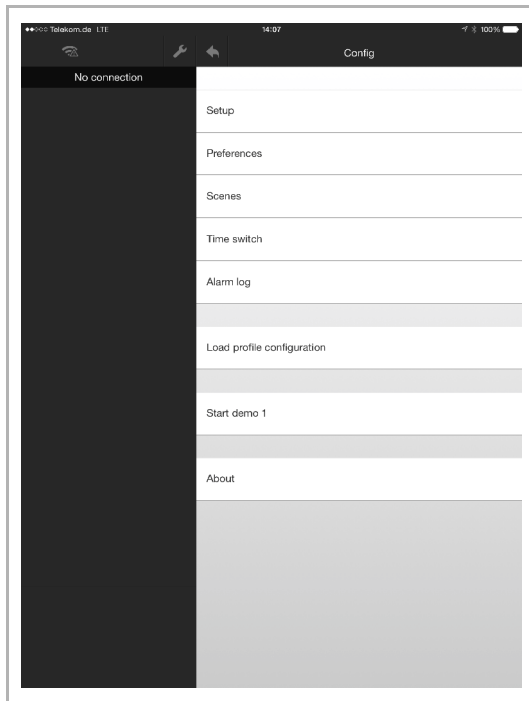 Telekom.de LTE 14:07 100%
Config
No connection
Setup
Preferences
Scenes
Time switch
Alarm log
Load profile configuration
Start demo 1
About